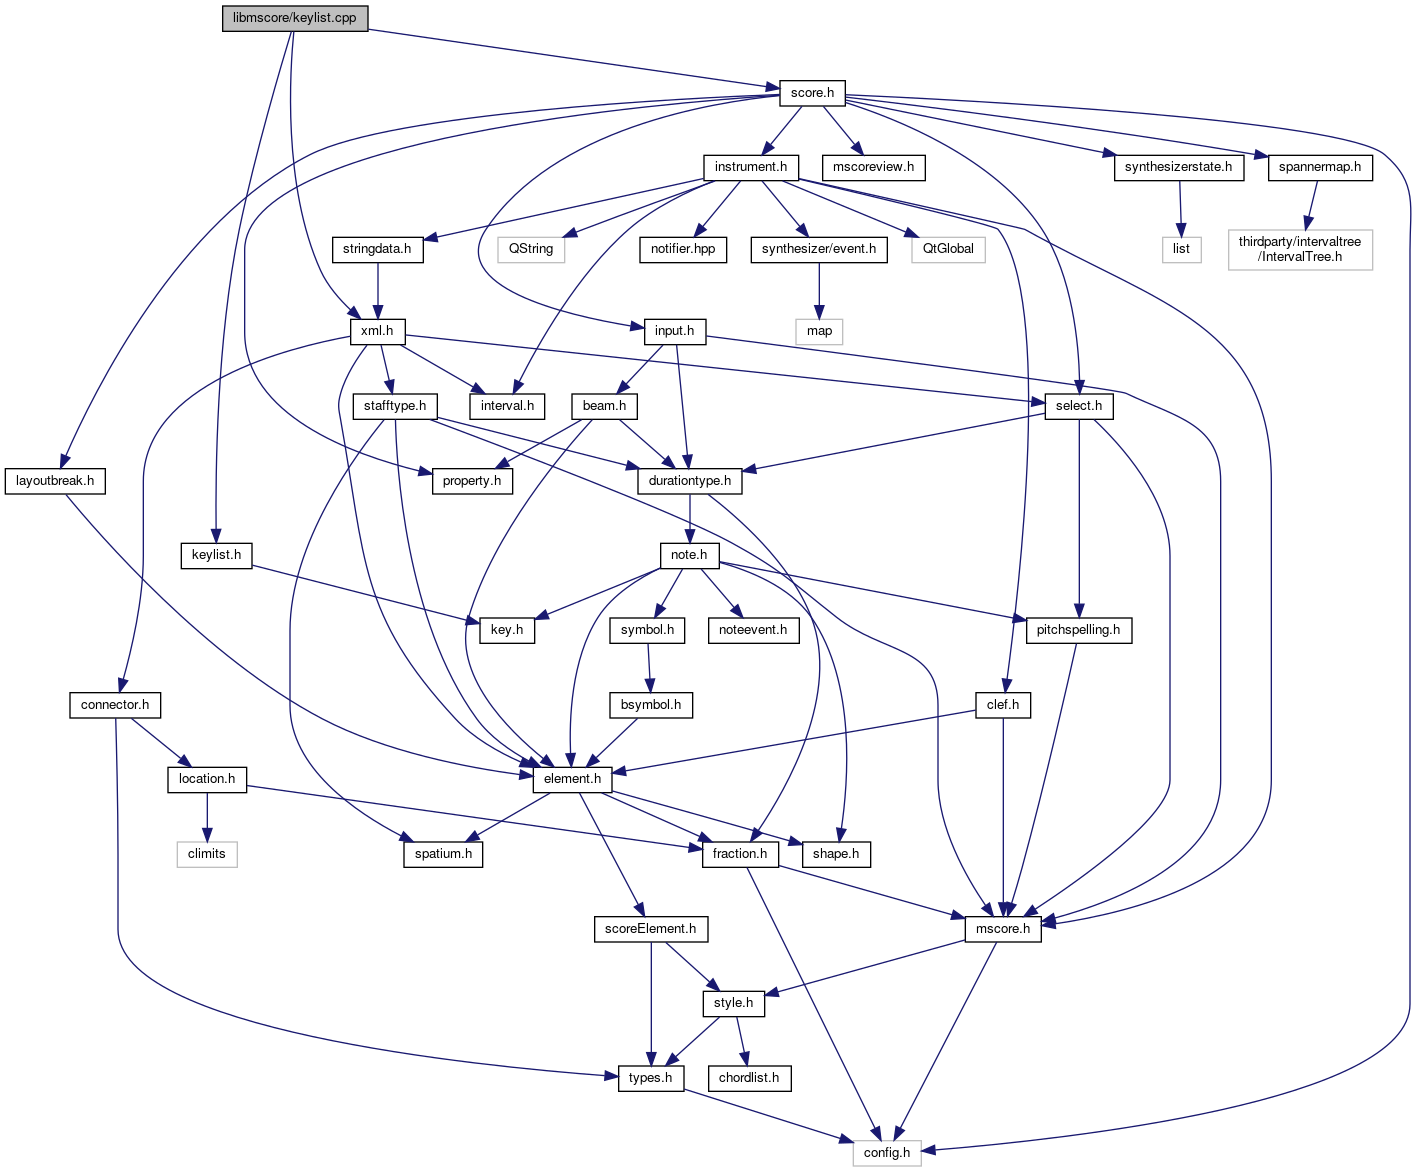 libmscore/keylist.cpp
score.h
instrument.h
mscoreview.h
synthesizerstate.h
spannermap.h
stringdata.h
QString
notifier.hpp
synthesizer/event.h
QtGlobal
list
thirdparty/intervaltree
/IntervalTree.h
xml.h
input.h
map
stafftype.h
interval.h
beam.h
select.h
layoutbreak.h
property.h
durationtype.h
keylist.h
note.h
key.h
symbol.h
noteevent.h
pitchspelling.h
connector.h
bsymbol.h
clef.h
location.h
element.h
climits
spatium.h
fraction.h
shape.h
scoreElement.h
mscore.h
style.h
types.h
chordlist.h
config.h